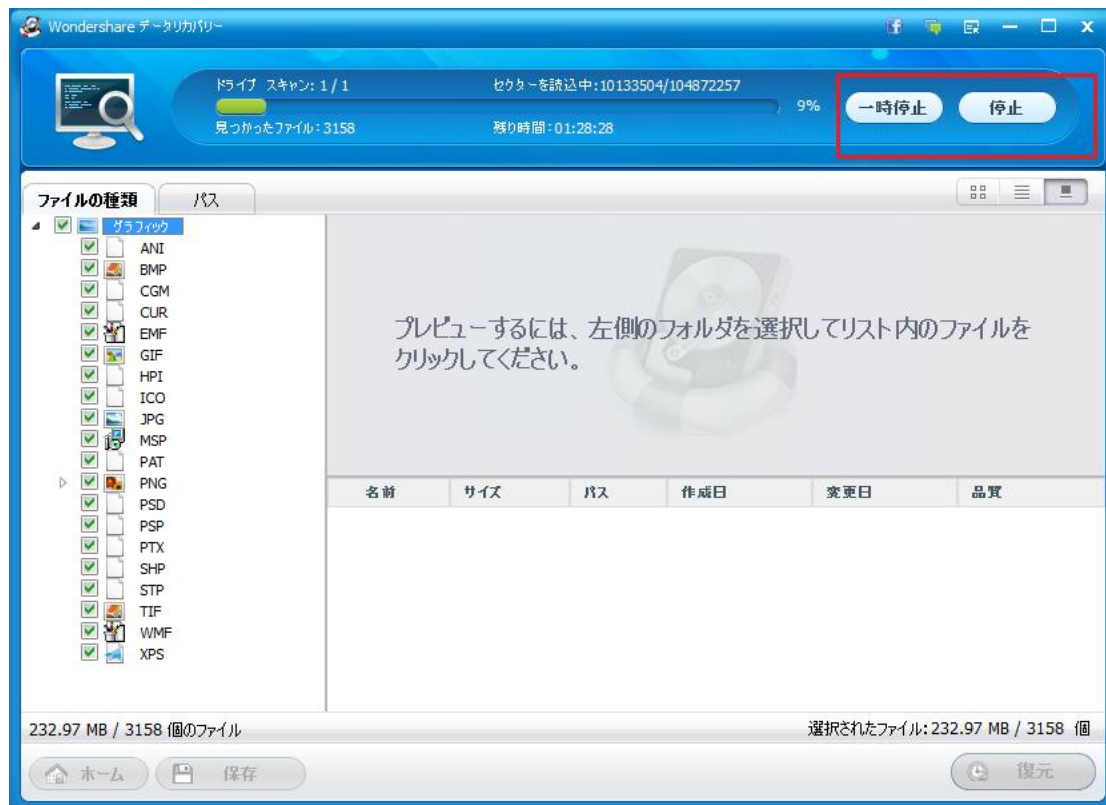 Wondershare データリカバリー
ドライブ スキャン: 1 / 1
セクターを読込中:10133504/104872257
9%
一時停止
停止
見つかったファイル:3158
残り時間:01:28:28
ファイルの種類
パス
グラフィック
ANI
BMP
CGM
CUR
EMF
GIF
HPI
ICO
JPG
MSP
PAT
PNG
PSD
PSP
PTX
SHP
STP
TIF
WMF
XPS
プレビューするには、左側のフォルダを選択してリスト内のファイルを
クリックしてください。
名前 サイズ パス 作成日 変更日 品質
232.97 MB / 3158 個のファイル
選択されたファイル:232.97 MB / 3158 個
ホーム
保存
復元